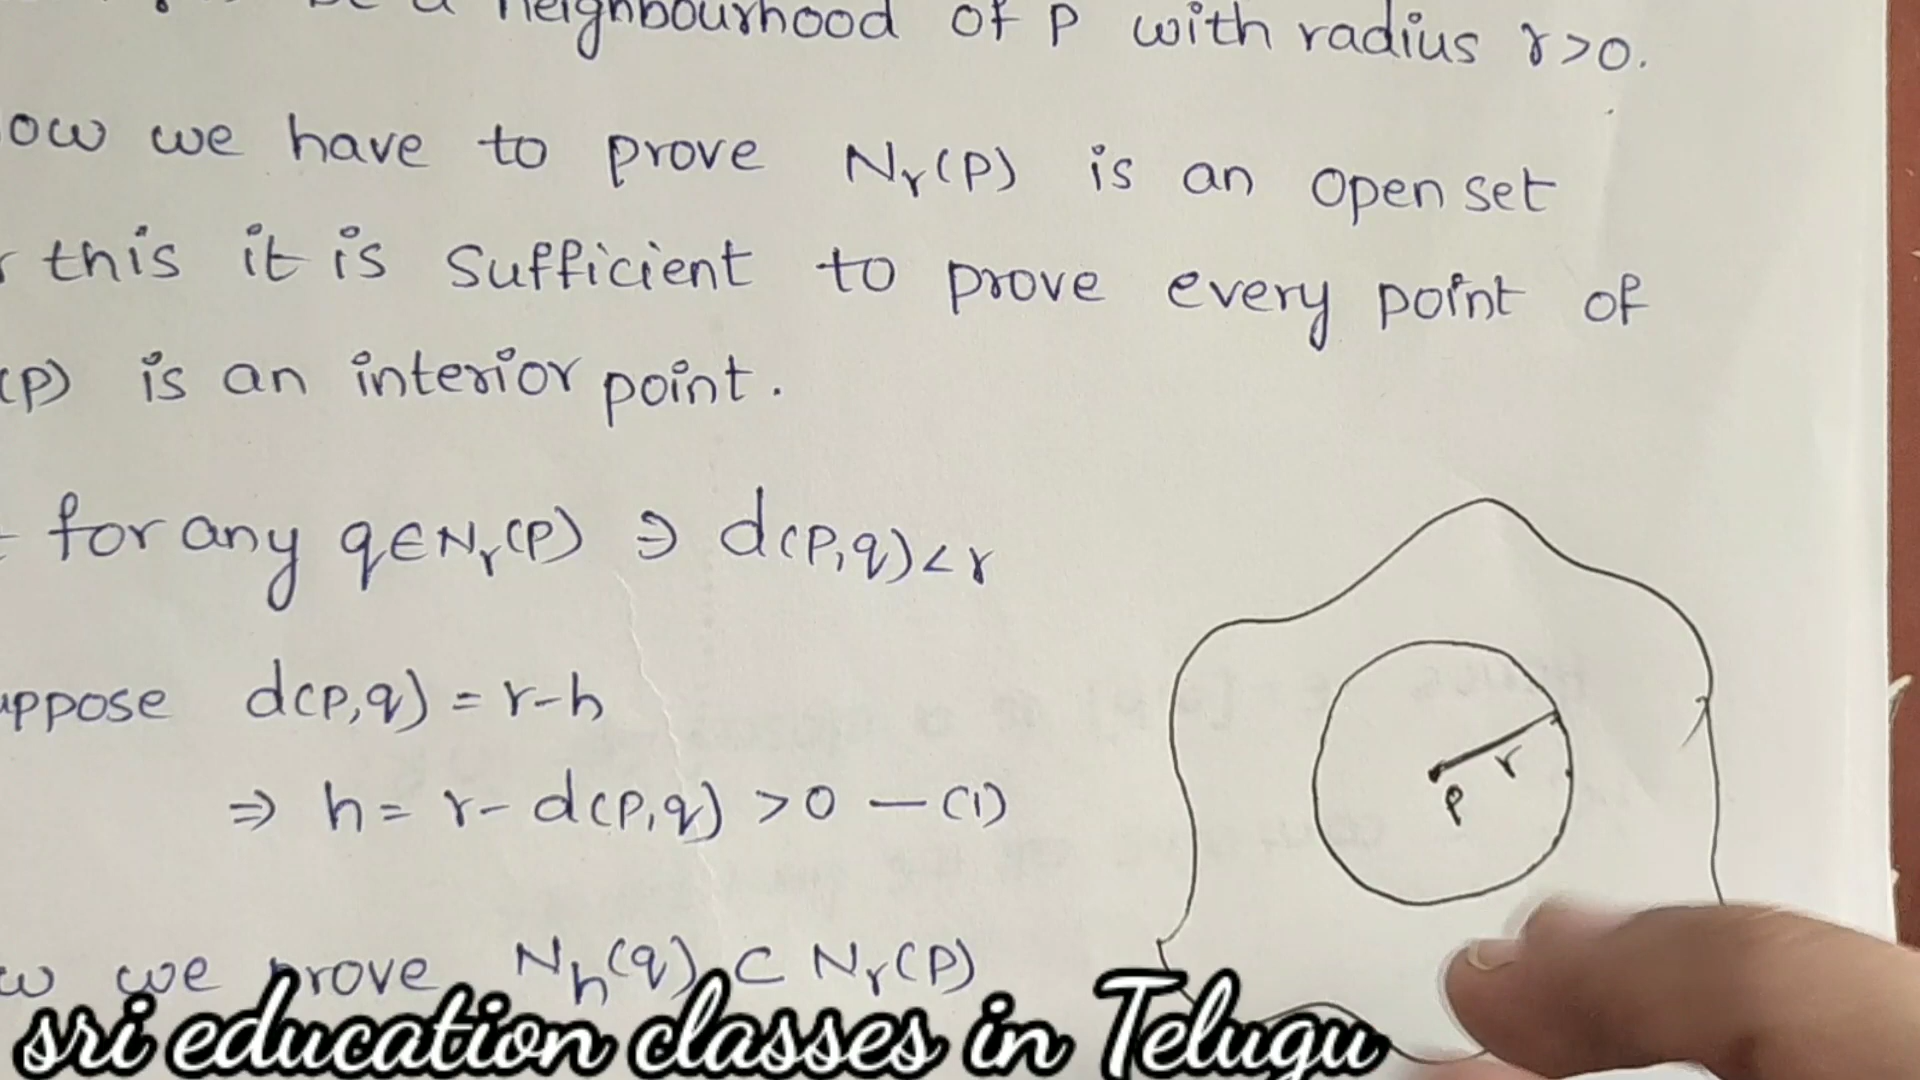 be a neighbourhood of P with radius r>0.
ow we have to prove Nr(P) is an open set
r this it is sufficient to prove every point of
(P) is an interior point.
for any q∈Nr(P) ⇒ d(P,q)<r
uppose d(P,q) = r-h
⇒ h = r- d(P,q) >0 — (1)
w we prove Nh(q) ⊂ Nr(P)
r
P
sri education classes in Telugu